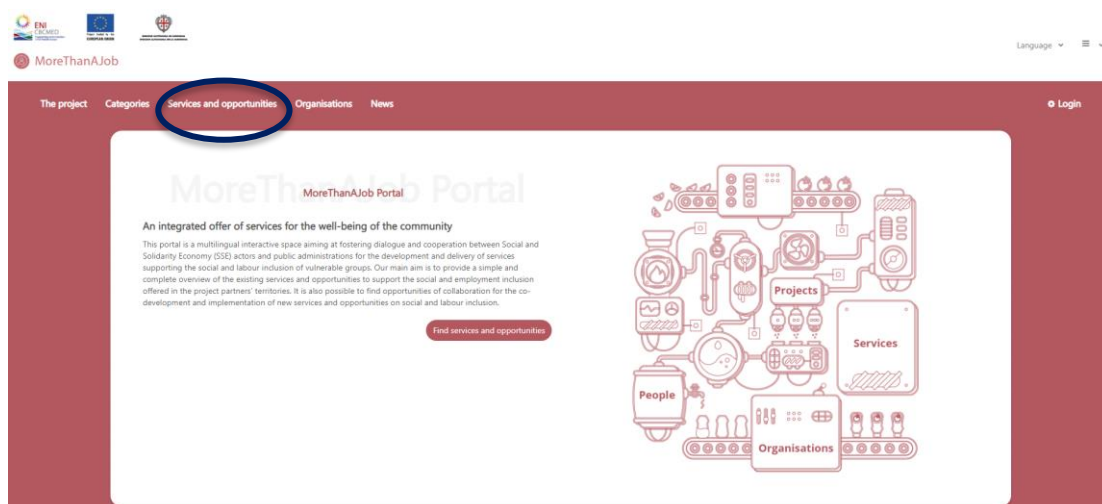 ENI
CBCMED
EUROPEAN UNION
MoreThanAJob
Language
The project Categories Services and opportunities Organisations News Login
MoreThanAJob Portal
MoreThanAJob Portal
An integrated offer of services for the well-being of the community
This portal is a multilingual interactive space aiming at fostering dialogue and cooperation between Social and
Solidarity Economy (SSE) actors and public administrations for the development and delivery of services
supporting the social and labour inclusion of vulnerable groups. Our main aim is to provide a simple and
complete overview of the existing services and opportunities to support the social and employment inclusion
offered in the project partners' territories. It is also possible to find opportunities of collaboration for the co-
development and implementation of new services and opportunities on social and labour inclusion.
Find services and opportunities
Projects
Services
People
Organisations